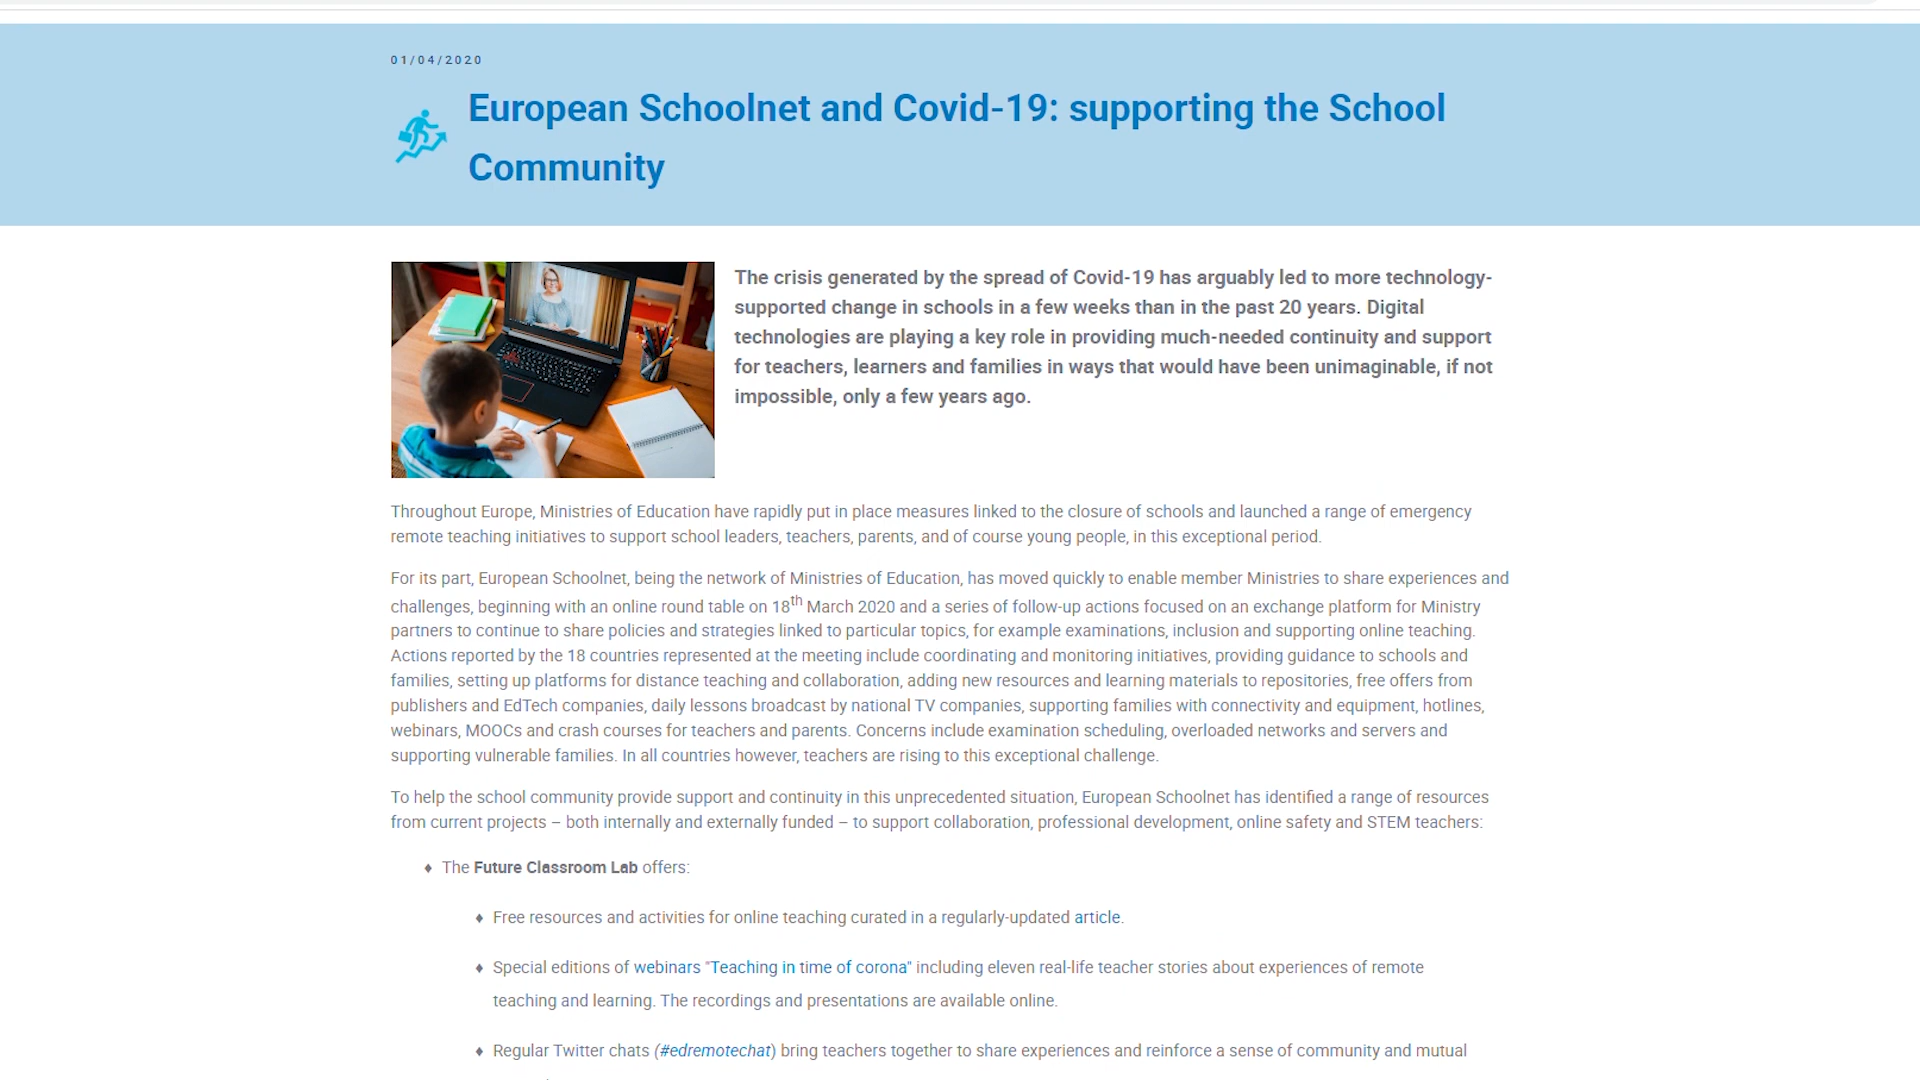 01/04/2020
European Schoolnet and Covid-19: supporting the School
Community
The crisis generated by the spread of Covid-19 has arguably led to more technology-
supported change in schools in a few weeks than in the past 20 years. Digital
technologies are playing a key role in providing much-needed continuity and support
for teachers, learners and families in ways that would have been unimaginable, if not
impossible, only a few years ago.
Throughout Europe, Ministries of Education have rapidly put in place measures linked to the closure of schools and launched a range of emergency
remote teaching initiatives to support school leaders, teachers, parents, and of course young people, in this exceptional period.
For its part, European Schoolnet, being the network of Ministries of Education, has moved quickly to enable member Ministries to share experiences and
challenges, beginning with an online round table on 18th March 2020 and a series of follow-up actions focused on an exchange platform for Ministry
partners to continue to share policies and strategies linked to particular topics, for example examinations, inclusion and supporting online teaching.
Actions reported by the 18 countries represented at the meeting include coordinating and monitoring initiatives, providing guidance to schools and
families, setting up platforms for distance teaching and collaboration, adding new resources and learning materials to repositories, free offers from
publishers and EdTech companies, daily lessons broadcast by national TV companies, supporting families with connectivity and equipment, hotlines,
webinars, MOOCs and crash courses for teachers and parents. Concerns include examination scheduling, overloaded networks and servers and
supporting vulnerable families. In all countries however, teachers are rising to this exceptional challenge.
To help the school community provide support and continuity in this unprecedented situation, European Schoolnet has identified a range of resources
from current projects – both internally and externally funded – to support collaboration, professional development, online safety and STEM teachers:
♦ The Future Classroom Lab offers:
♦ Free resources and activities for online teaching curated in a regularly-updated article.
♦ Special editions of webinars "Teaching in time of corona" including eleven real-life teacher stories about experiences of remote
teaching and learning. The recordings and presentations are available online.
♦ Regular Twitter chats (#edremotechat) bring teachers together to share experiences and reinforce a sense of community and mutual